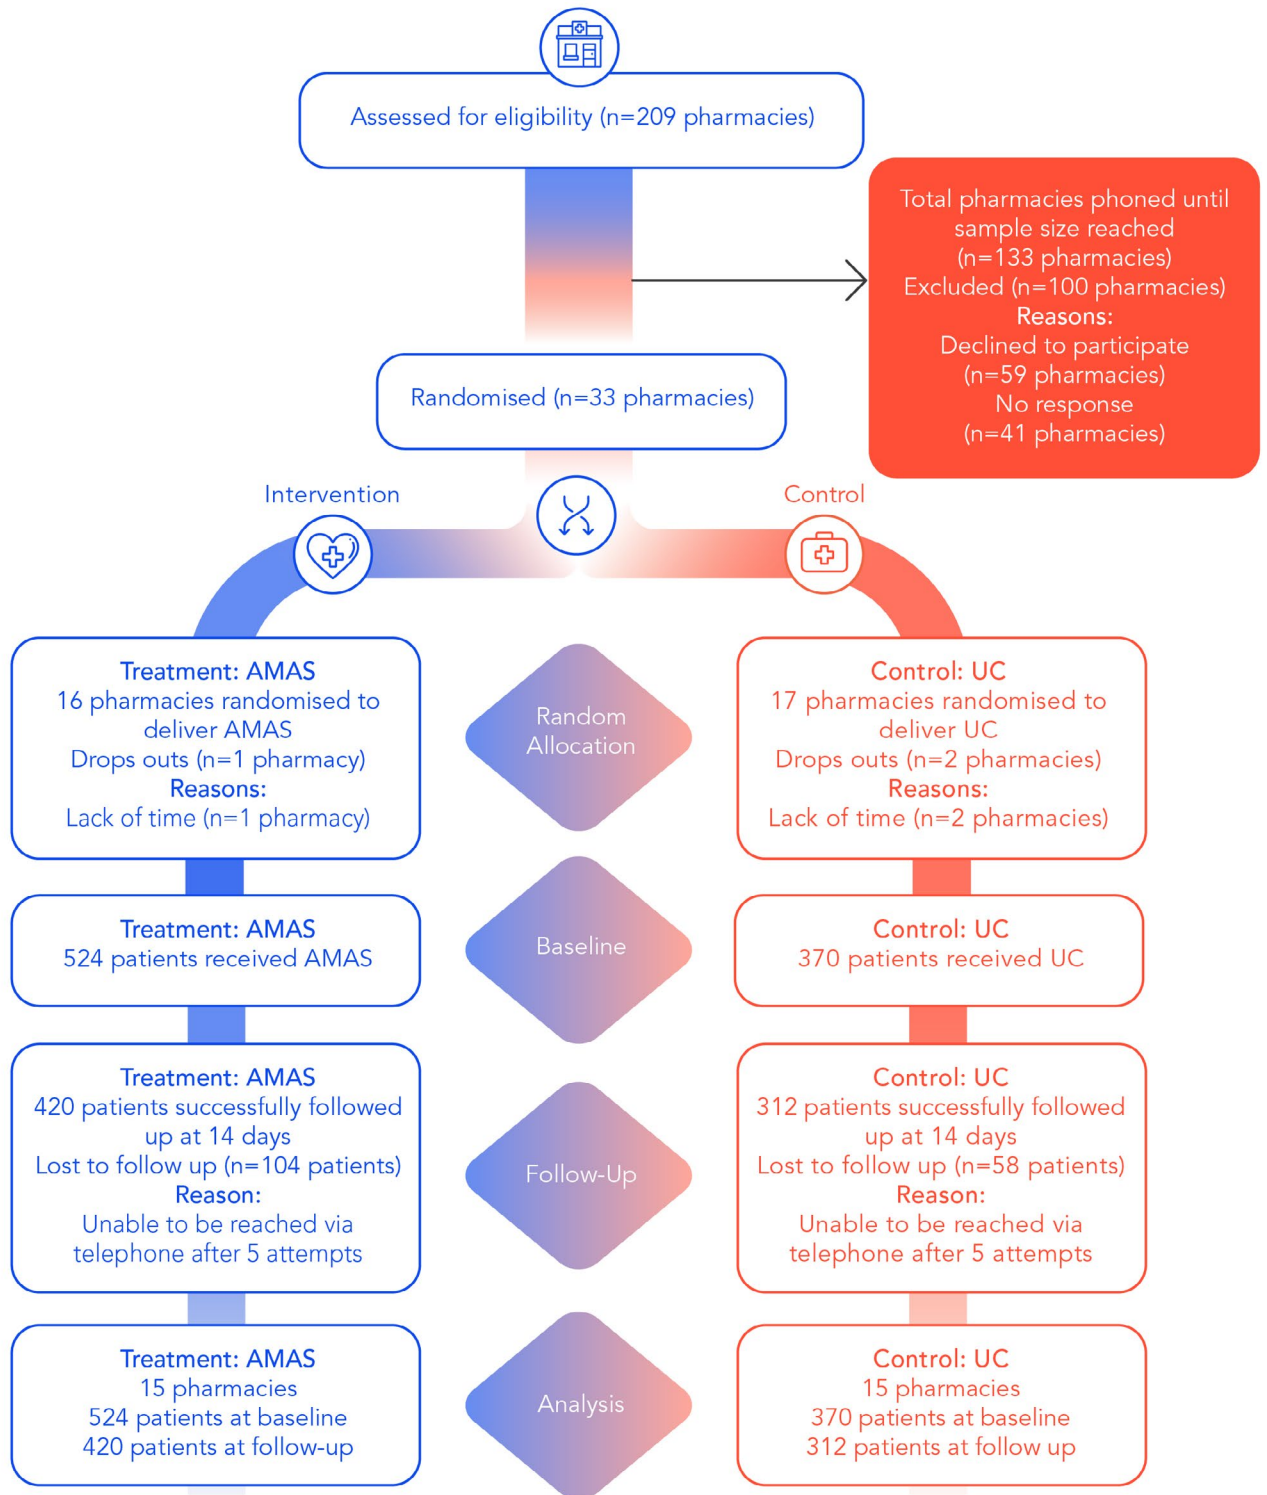 Assessed for eligibility (n=209 pharmacies)
Total pharmacies phoned until
sample size reached
(n=133 pharmacies)
Excluded (n=100 pharmacies)
Reasons:
Declined to participate
(n=59 pharmacies)
No response
(n=41 pharmacies)
Randomised (n=33 pharmacies)
Intervention
Control
Treatment: AMAS
16 pharmacies randomised to
deliver AMAS
Drops outs (n=1 pharmacy)
Reasons:
Lack of time (n=1 pharmacy)
Random
Allocation
Control: UC
17 pharmacies randomised to
deliver UC
Drops outs (n=2 pharmacies)
Reasons:
Lack of time (n=2 pharmacies)
Treatment: AMAS
524 patients received AMAS
Baseline
Control: UC
370 patients received UC
Treatment: AMAS
420 patients successfully followed
up at 14 days
Lost to follow up (n=104 patients)
Reason:
Unable to be reached via
telephone after 5 attempts
Follow-Up
Control: UC
312 patients successfully followed
up at 14 days
Lost to follow up (n=58 patients)
Reason:
Unable to be reached via
telephone after 5 attempts
Treatment: AMAS
15 pharmacies
524 patients at baseline
420 patients at follow-up
Analysis
Control: UC
15 pharmacies
370 patients at baseline
312 patients at follow up